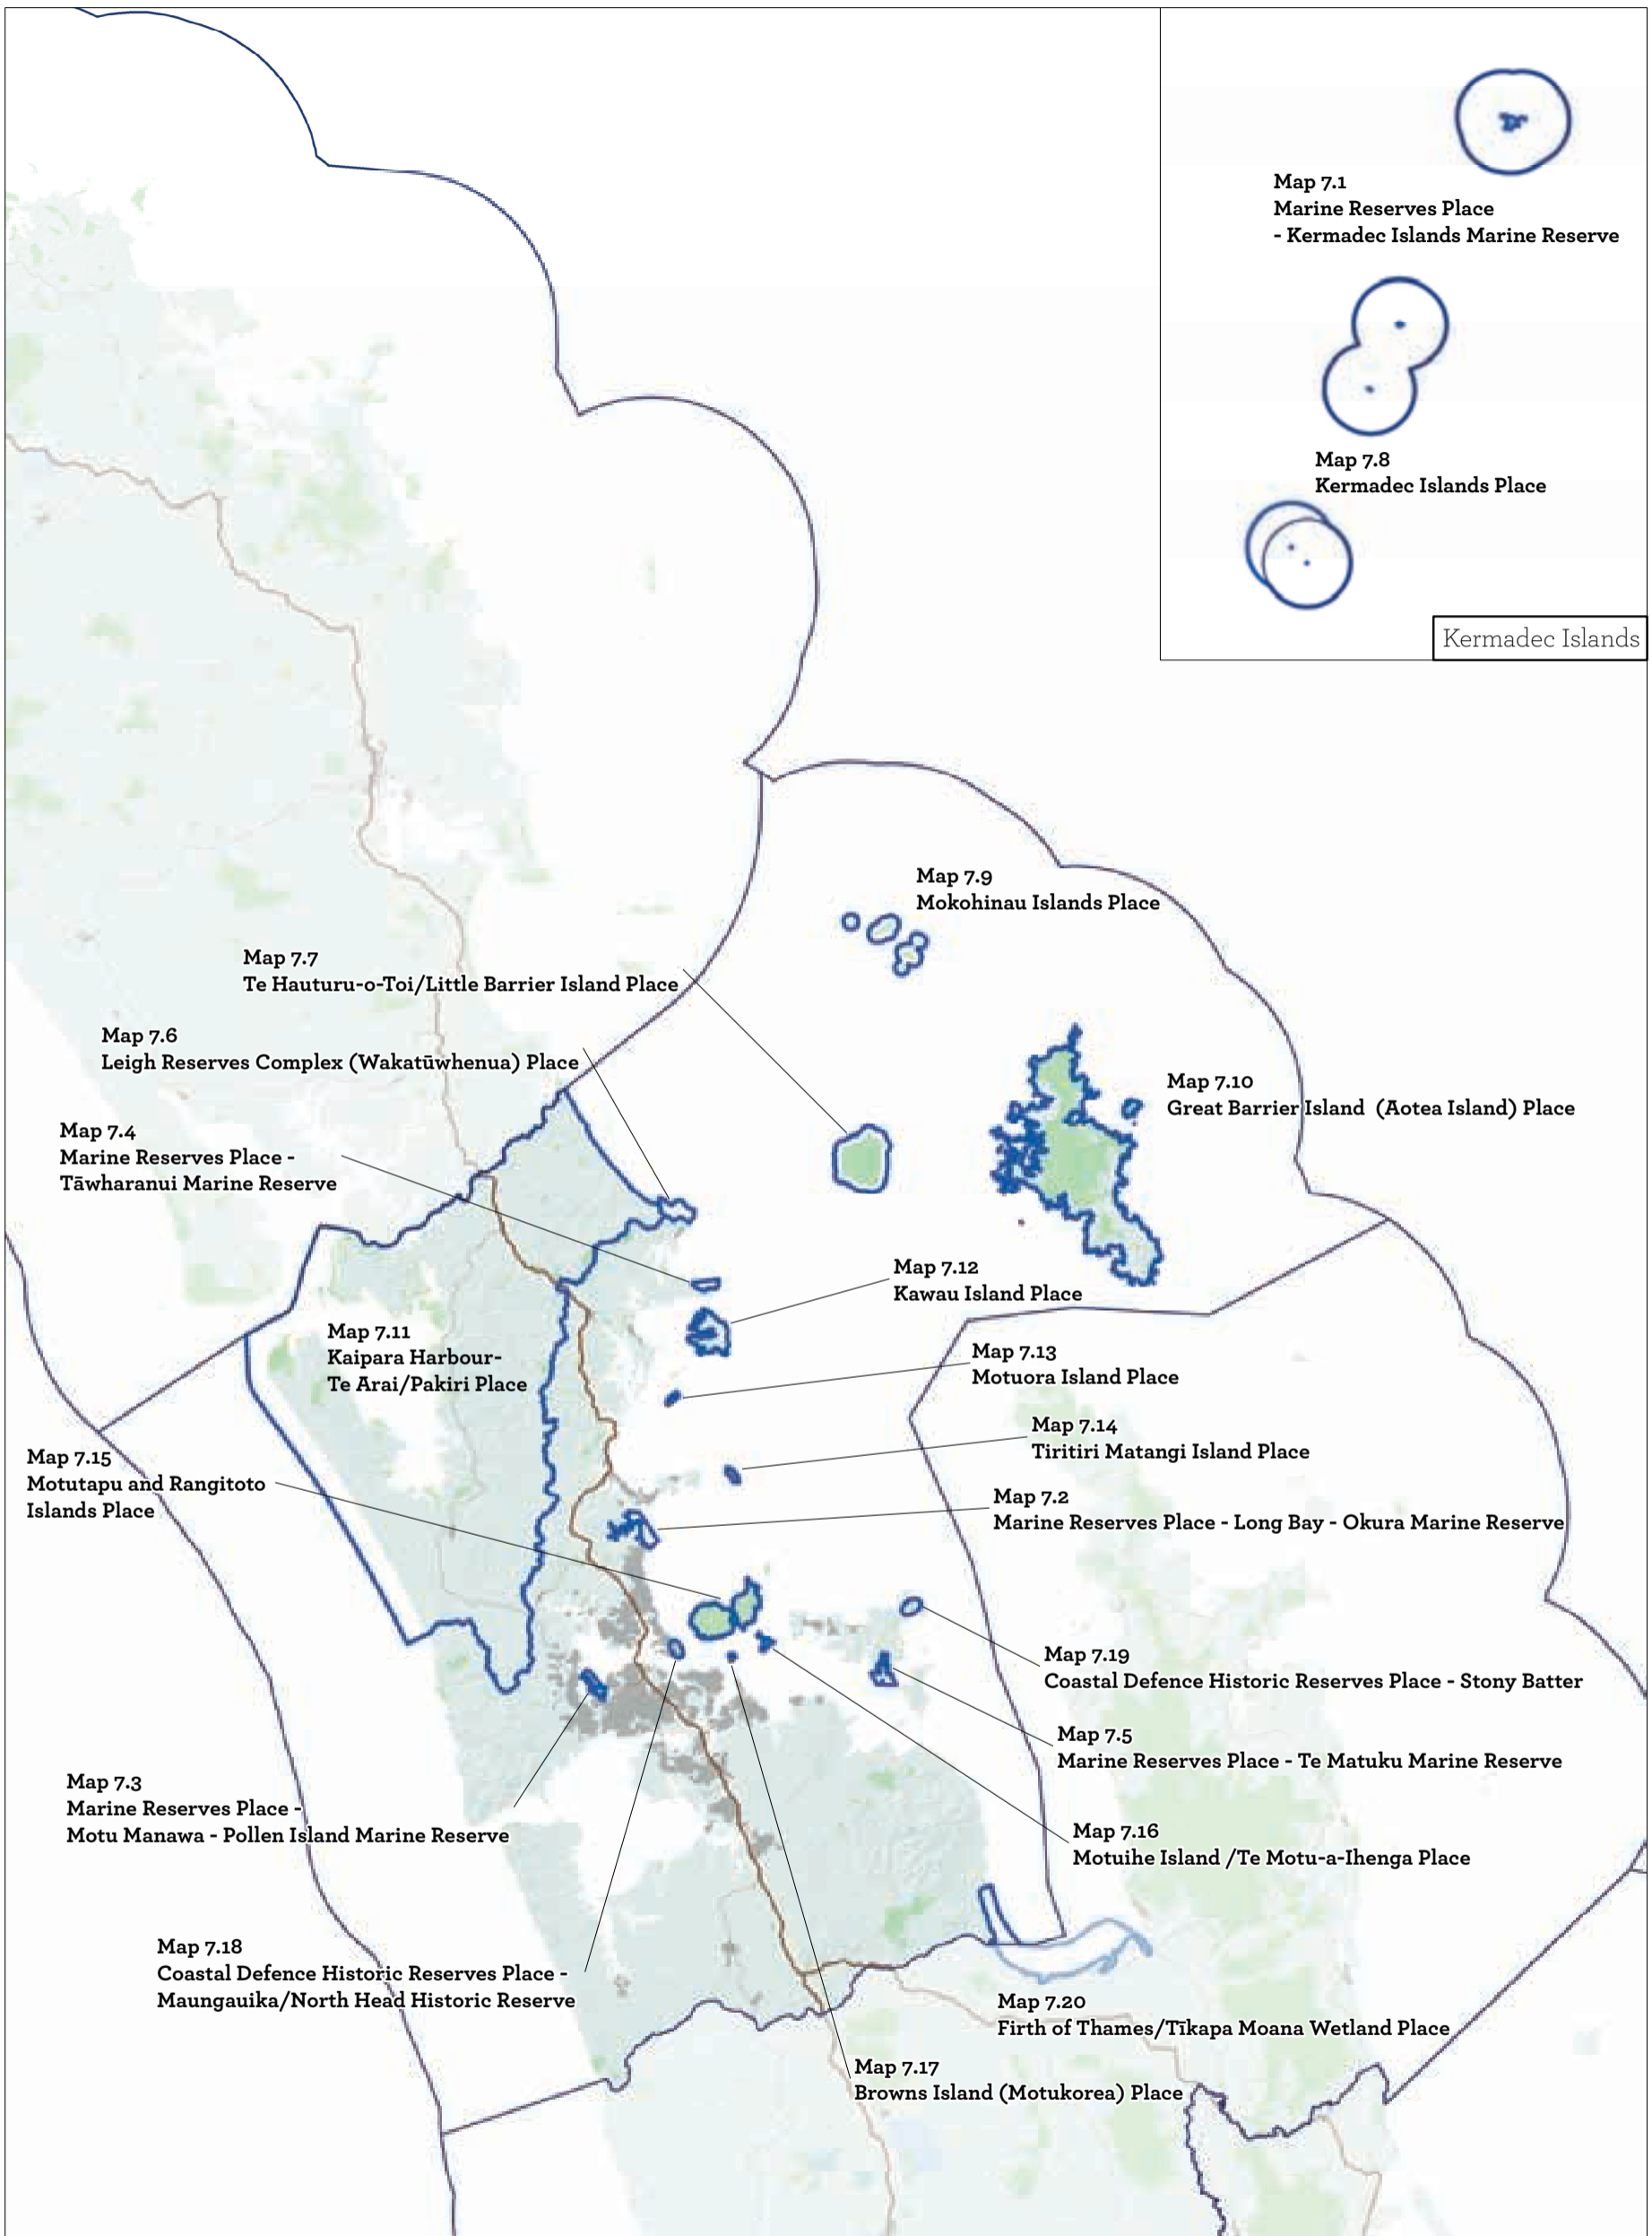 Map 7.1
Marine Reserves Place
- Kermadec Islands Marine Reserve
Map 7.8
Kermadec Islands Place
Kermadec Islands
Map 7.9
Mokohinau Islands Place
Map 7.7
Te Hauturu-o-Toi/Little Barrier Island Place
Map 7.6
Leigh Reserves Complex (Wakatūwhenua) Place
Map 7.10
Great Barrier Island (Aotea Island) Place
Map 7.4
Marine Reserves Place -
Tāwharanui Marine Reserve
Map 7.12
Kawau Island Place
Map 7.11
Kaipara Harbour-
Te Arai/Pakiri Place
Map 7.13
Motuora Island Place
Map 7.14
Tiritiri Matangi Island Place
Map 7.15
Motutapu and Rangitoto
Islands Place
Map 7.2
Marine Reserves Place - Long Bay - Okura Marine Reserve
Map 7.19
Coastal Defence Historic Reserves Place - Stony Batter
Map 7.5
Marine Reserves Place - Te Matuku Marine Reserve
Map 7.3
Marine Reserves Place -
Motu Manawa - Pollen Island Marine Reserve
Map 7.16
Motuihe Island /Te Motu-a-Ihenga Place
Map 7.18
Coastal Defence Historic Reserves Place -
Maungauika/North Head Historic Reserve
Map 7.20
Firth of Thames/Tīkapa Moana Wetland Place
Map 7.17
Browns Island (Motukorea) Place